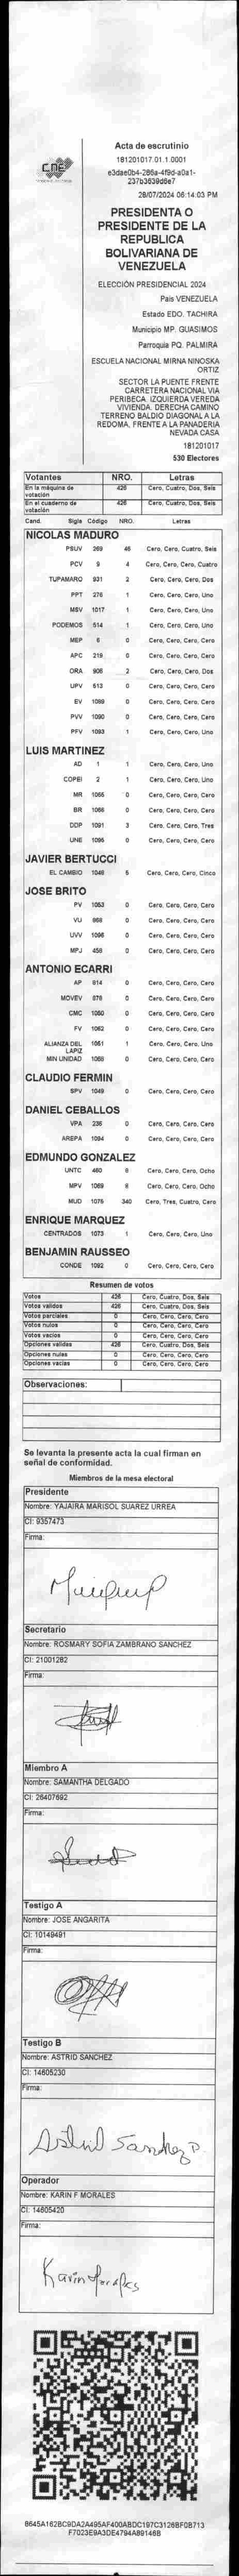 Acta de escrutinio
CNE
181201017.01.1.0001
e3dae0b4-286a-4f9d-a0a1-
237b3639d6e7
28/07/2024 06:14:03 PM
PRESIDENTA O
PRESIDENTE DE LA
REPUBLICA
BOLIVARIANA DE
VENEZUELA
ELECCIÓN PRESIDENCIAL 2024
País VENEZUELA
Estado EDO. TACHIRA
Municipio MP. GUASIMOS
Parroquia PQ. PALMIRA
ESCUELA NACIONAL MIRNA NINOSKA
ORTIZ
SECTOR LA PUENTE FRENTE
CARRETERA NACIONAL VIA
PERIBECA. IZQUIERDA VEREDA
VIVIENDA. DERECHA CAMINO
TERRENO BALDIO DIAGONAL A LA
REDOMA, FRENTE A LA PANADERIA
NEVADA CASA
181201017
530 Electores
Votantes NRO. Letras
En la máquina de votación 426 Cero, Cuatro, Dos, Seis
En el cuaderno de votación 426 Cero, Cuatro, Dos, Seis
Cand. Sigla Código NRO. Letras
NICOLAS MADURO
PSUV 269 46 Cero, Cero, Cuatro, Seis
PCV 9 4 Cero, Cero, Cero, Cuatro
TUPAMARO 931 2 Cero, Cero, Cero, Dos
PPT 276 1 Cero, Cero, Cero, Uno
MSV 1017 1 Cero, Cero, Cero, Uno
PODEMOS 514 1 Cero, Cero, Cero, Uno
MEP 6 0 Cero, Cero, Cero, Cero
APC 219 0 Cero, Cero, Cero, Cero
ORA 906 2 Cero, Cero, Cero, Dos
UPV 613 0 Cero, Cero, Cero, Cero
EV 1089 0 Cero, Cero, Cero, Cero
PVV 1090 0 Cero, Cero, Cero, Cero
PFV 1093 1 Cero, Cero, Cero, Uno
LUIS MARTINEZ
AD 1 1 Cero, Cero, Cero, Uno
COPEI 2 1 Cero, Cero, Cero, Uno
MR 1065 0 Cero, Cero, Cero, Cero
BR 1066 0 Cero, Cero, Cero, Cero
DDP 1091 3 Cero, Cero, Cero, Tres
UNE 1095 0 Cero, Cero, Cero, Cero
JAVIER BERTUCCI
EL CAMBIO 1048 5 Cero, Cero, Cero, Cinco
JOSE BRITO
PV 1053 0 Cero, Cero, Cero, Cero
VU 868 0 Cero, Cero, Cero, Cero
UVV 1096 0 Cero, Cero, Cero, Cero
MPJ 458 0 Cero, Cero, Cero, Cero
ANTONIO ECARRI
AP 814 0 Cero, Cero, Cero, Cero
MOVEV 876 0 Cero, Cero, Cero, Cero
CMC 1050 0 Cero, Cero, Cero, Cero
FV 1062 0 Cero, Cero, Cero, Cero
ALIANZA DEL LAPIZ 1061 1 Cero, Cero, Cero, Uno
MIN UNIDAD 1068 0 Cero, Cero, Cero, Cero
CLAUDIO FERMIN
SPV 1049 0 Cero, Cero, Cero, Cero
DANIEL CEBALLOS
VPA 236 0 Cero, Cero, Cero, Cero
AREPA 1094 0 Cero, Cero, Cero, Cero
EDMUNDO GONZALEZ
UNTC 460 8 Cero, Cero, Cero, Ocho
MPV 1069 8 Cero, Cero, Cero, Ocho
MUD 1076 340 Cero, Tres, Cuatro, Cero
ENRIQUE MARQUEZ
CENTRADOS 1073 1 Cero, Cero, Cero, Uno
BENJAMIN RAUSSEO
CONDE 1092 0 Cero, Cero, Cero, Cero
Resumen de votos
Votos 426 Cero, Cuatro, Dos, Seis
Votos válidos 426 Cero, Cuatro, Dos, Seis
Votos parciales 0 Cero, Cero, Cero, Cero
Votos nulos 0 Cero, Cero, Cero, Cero
Votos vacíos 0 Cero, Cero, Cero, Cero
Opciones válidas 426 Cero, Cuatro, Dos, Seis
Opciones nulas 0 Cero, Cero, Cero, Cero
Opciones vacías 0 Cero, Cero, Cero, Cero
Observaciones:
Se levanta la presente acta la cual firman en
señal de conformidad.
Miembros de la mesa electoral
Presidente
Nombre: YAJAIRA MARISOL SUAREZ URREA
CI: 9357473
Firma:
Secretario
Nombre: ROSMARY SOFIA ZAMBRANO SANCHEZ
CI: 21001282
Firma:
Miembro A
Nombre: SAMANTHA DELGADO
CI: 26407692
Firma:
Testigo A
Nombre: JOSE ANGARITA
CI: 10149491
Firma:
Testigo B
Nombre: ASTRID SANCHEZ
CI: 14605230
Firma:
Astrid Sanchez P.
Operador
Nombre: KARIN F MORALES
CI: 14605420
Firma:
Karin Morales
8645A162BC9DA2A495AF400ABDC197C3126BF0B713
F7023E9A3DE4794A89146B